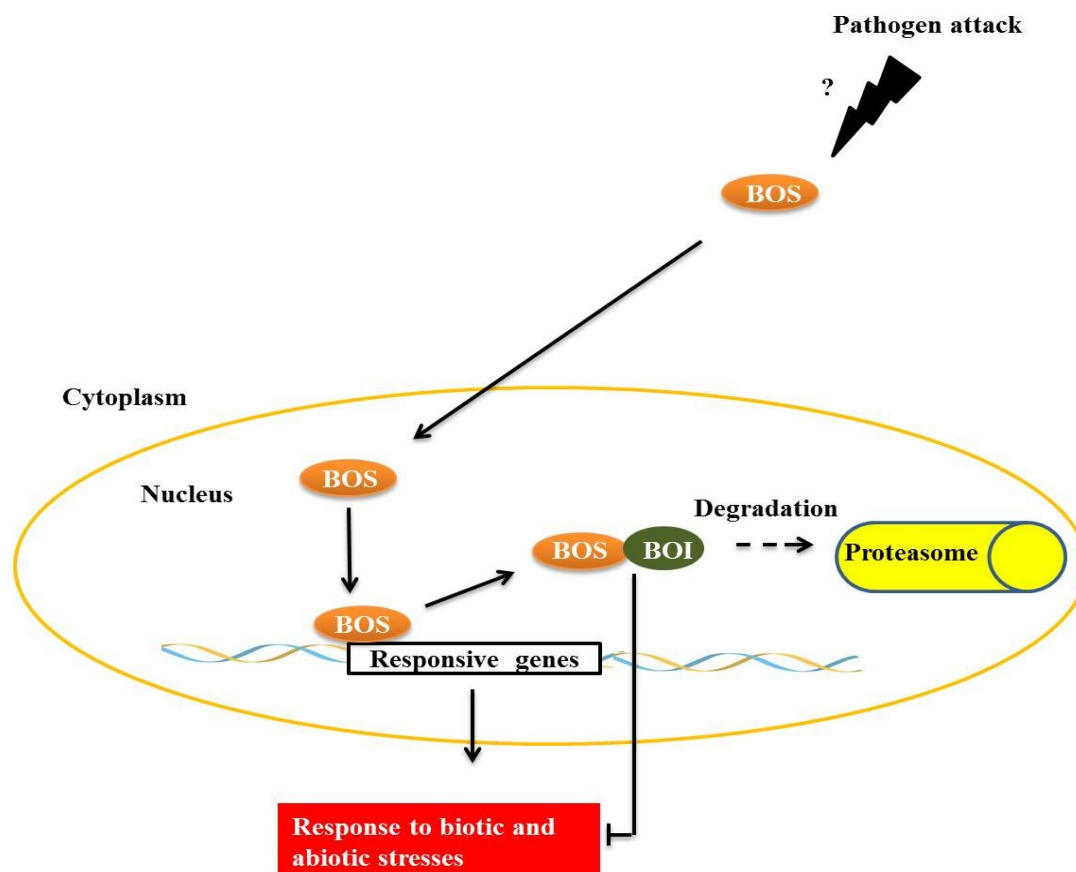 Pathogen attack
?
BOS
Cytoplasm
BOS
Nucleus
Degradation
BOS
BOI
Proteasome
BOS
Responsive genes
Response to biotic and
abiotic stresses